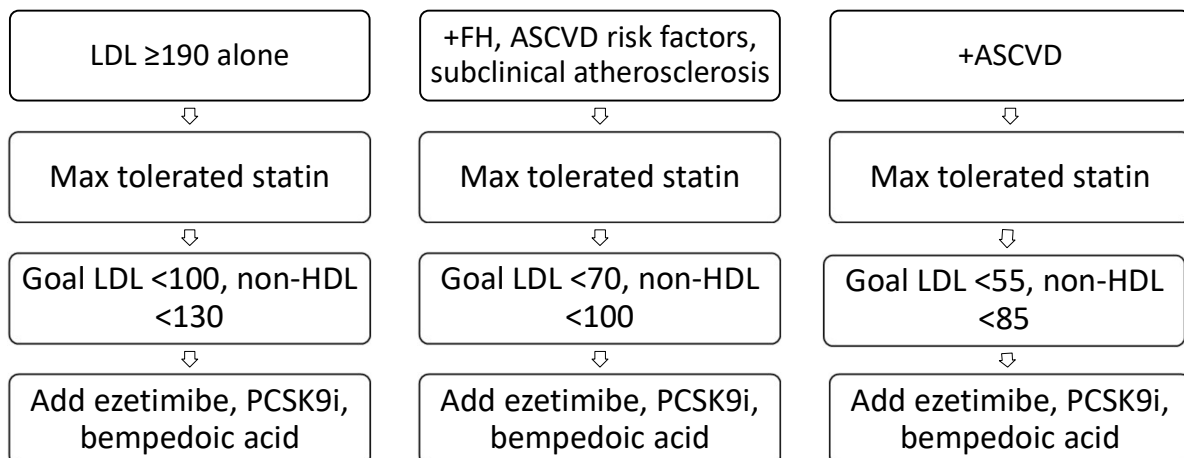 LDL ≥190 alone
Max tolerated statin
Goal LDL <100, non-HDL
<130
Add ezetimibe, PCSK9i,
bempedoic acid
+FH, ASCVD risk factors,
subclinical atherosclerosis
Max tolerated statin
Goal LDL <70, non-HDL
<100
Add ezetimibe, PCSK9i,
bempedoic acid
+ASCVD
Max tolerated statin
Goal LDL <55, non-HDL
<85
Add ezetimibe, PCSK9i,
bempedoic acid